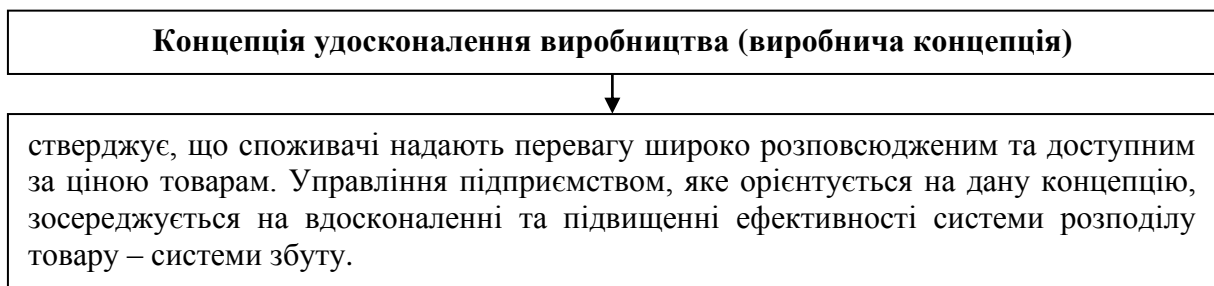 Концепція удосконалення виробництва (виробнича концепція)
стверджує, що споживачі надають перевагу широко розповсюдженим та доступним
за ціною товарам. Управління підприємством, яке орієнтується на дану концепцію,
зосереджується на вдосконаленні та підвищенні ефективності системи розподілу
товару – системи збуту.